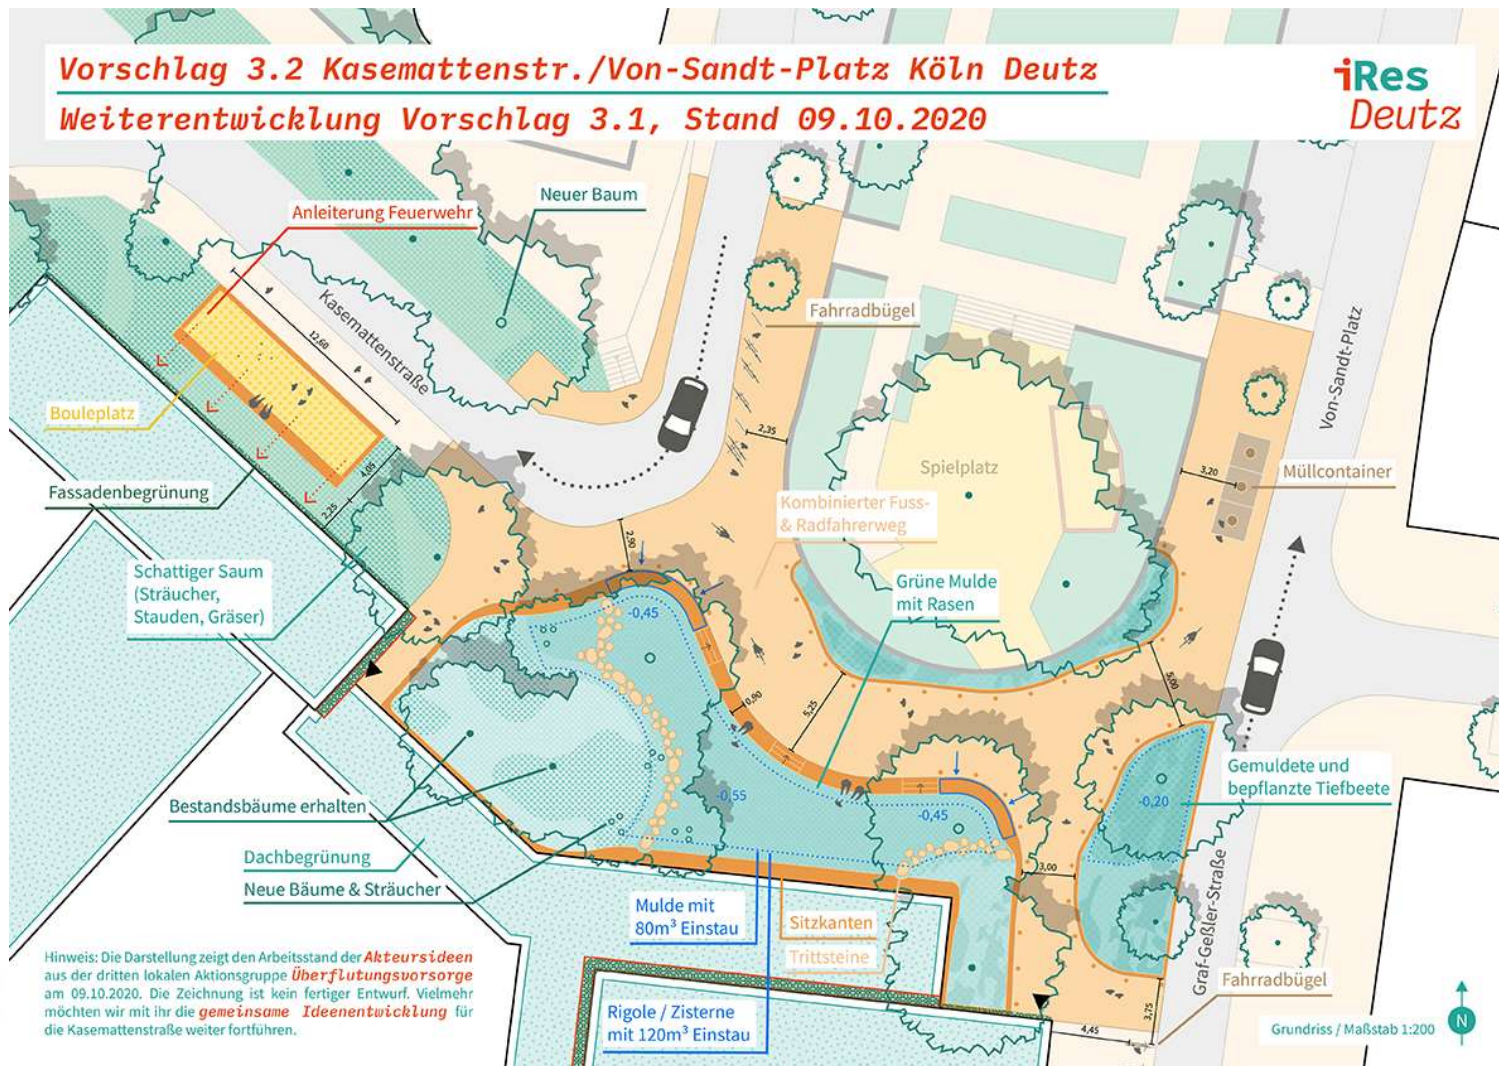 Vorschlag 3.2 Kasemattenstr./Von-Sandt-Platz Köln Deutz
Weiterentwicklung Vorschlag 3.1, Stand 09.10.2020
iRes
Deutz
Neuer Baum
Anleiterung Feuerwehr
Kasemattenstraße
12,60
Fahrradbügel
Von-Sandt-Platz
Bouleplatz
2,35
Spielplatz
3,20
Müllcontainer
4,05
Fassadenbegrünung
2,25
Kombinierter Fuss-
& Radfahrerweg
2,90
Schattiger Saum
(Sträucher,
Stauden, Gräser)
Grüne Mulde
mit Rasen
-0,45
5,00
0,90
5,25
Gemuldete und
bepflanzte Tiefbeete
-0,55
-0,45
-0,20
Bestandsbäume erhalten
Dachbegrünung
Neue Bäume & Sträucher
3,00
Graf-Geßler-Straße
Mulde mit
80m³ Einstau
Sitzkanten
Trittsteine
Fahrradbügel
Rigole / Zisterne
mit 120m³ Einstau
3,75
4,45
Hinweis: Die Darstellung zeigt den Arbeitsstand der Akteursideen
aus der dritten lokalen Aktionsgruppe Überflutungsvorsorge
am 09.10.2020. Die Zeichnung ist kein fertiger Entwurf. Vielmehr
möchten wir mit ihr die gemeinsame Ideenentwicklung für
die Kasemattenstraße weiter fortführen.
Grundriss / Maßstab 1:200
N